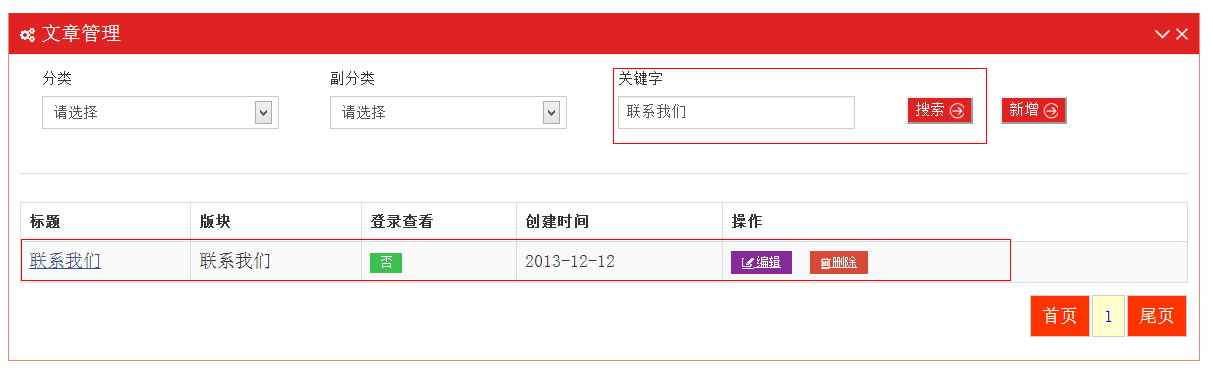 文章管理
分类 副分类 关键字
请选择 请选择 联系我们 搜索 新增
标题 版块 登录查看 创建时间 操作
联系我们 联系我们 否 2013-12-12 编辑 删除
首页 1 尾页